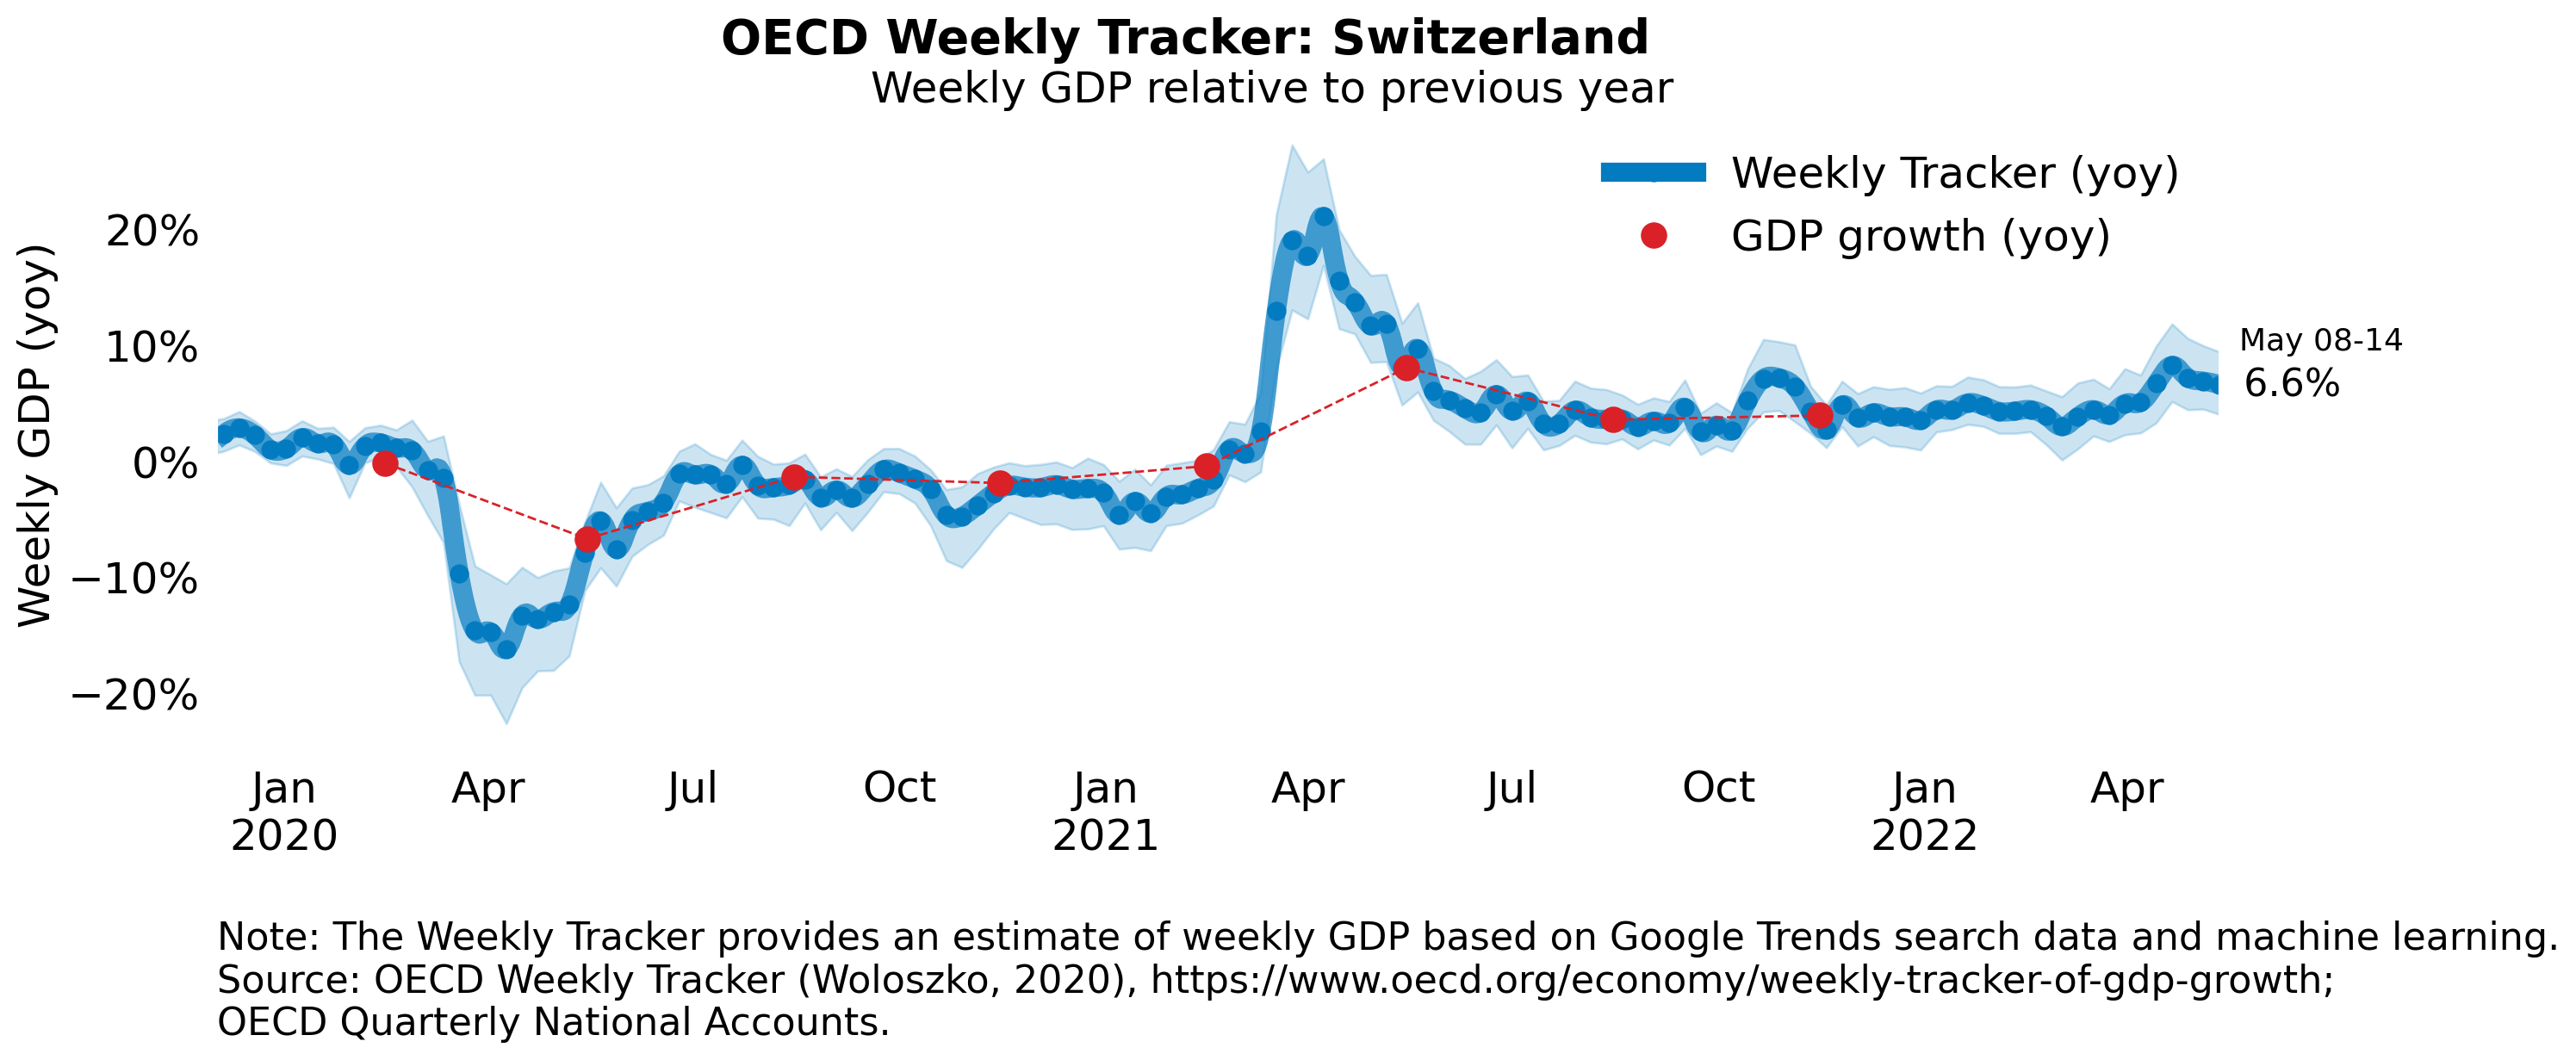 OECD Weekly Tracker: Switzerland
Weekly GDP relative to previous year
Weekly Tracker (yoy)
GDP growth (yoy)
Weekly GDP (yoy)
20%
10%
0%
−10%
−20%
May 08-14
6.6%
Jan Apr Jul Oct Jan Apr Jul Oct Jan Apr
2020 2021 2022
Note: The Weekly Tracker provides an estimate of weekly GDP based on Google Trends search data and machine learning.
Source: OECD Weekly Tracker (Woloszko, 2020), https://www.oecd.org/economy/weekly-tracker-of-gdp-growth;
OECD Quarterly National Accounts.